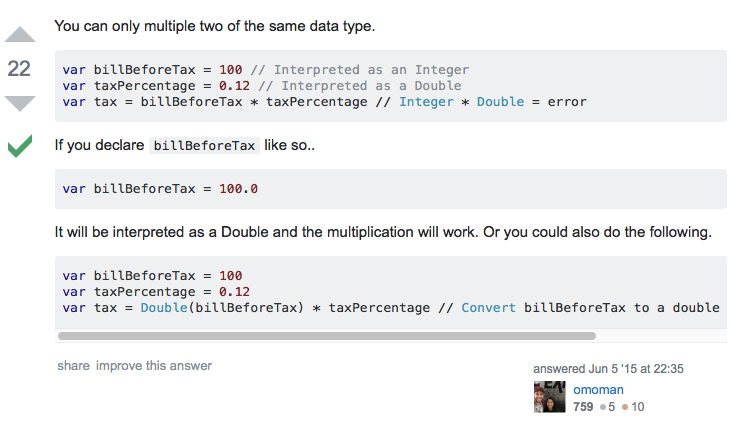 You can only multiple two of the same data type.
22
var billBeforeTax = 100 // Interpreted as an Integer
var taxPercentage = 0.12 // Interpreted as a Double
var tax = billBeforeTax * taxPercentage // Integer * Double = error
If you declare billBeforeTax like so..
var billBeforeTax = 100.0
It will be interpreted as a Double and the multiplication will work. Or you could also do the following.
var billBeforeTax = 100
var taxPercentage = 0.12
var tax = Double(billBeforeTax) * taxPercentage // Convert billBeforeTax to a double
share improve this answer
answered Jun 5 '15 at 22:35
omoman
759 ●5 ●10